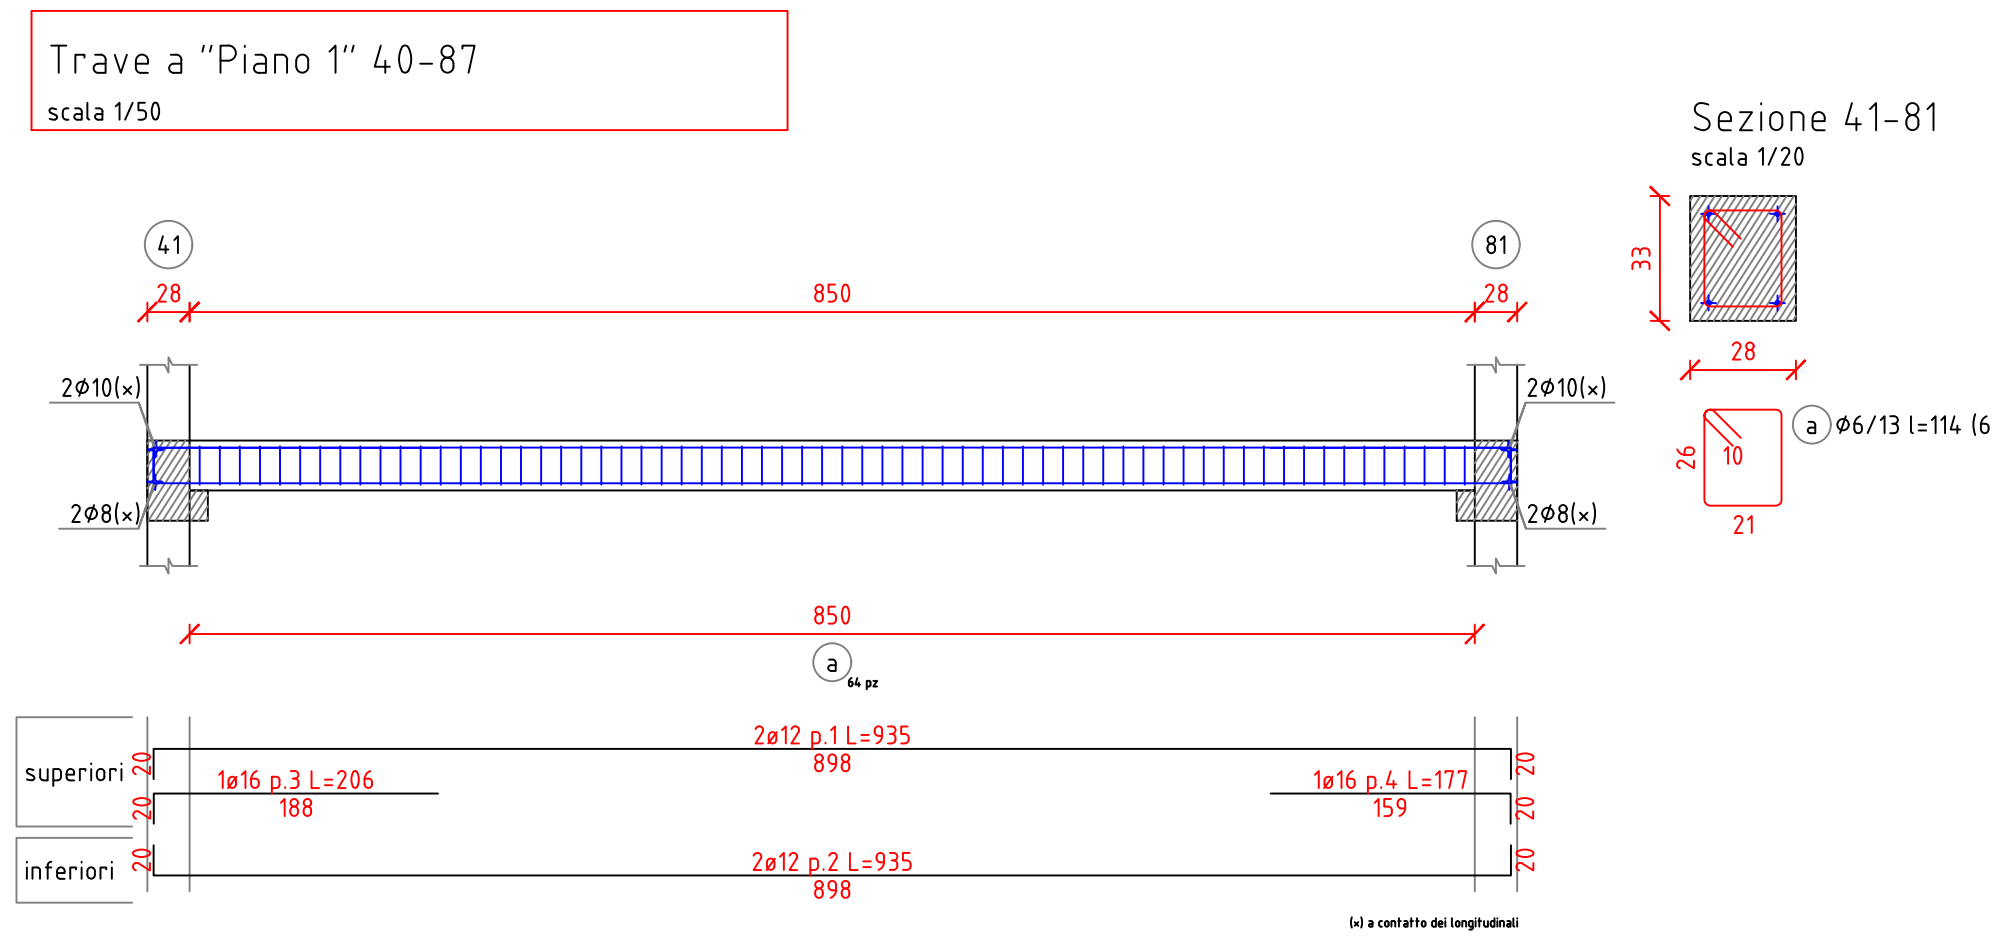 Trave a "Piano 1" 40-87
scala 1/50
Sezione 41-81
scala 1/20
41
81
28
850
28
33
28
2Φ10(x)
2Φ10(x)
a
Φ6/13 l=114 (6
26
10
21
2Φ8(x)
2Φ8(x)
850
a
64 pz
superiori
20
2ø12 p.1 L=935
898
20
1ø16 p.3 L=206
188
20
1ø16 p.4 L=177
159
20
inferiori
20
2ø12 p.2 L=935
898
20
(x) a contatto dei longitudinali